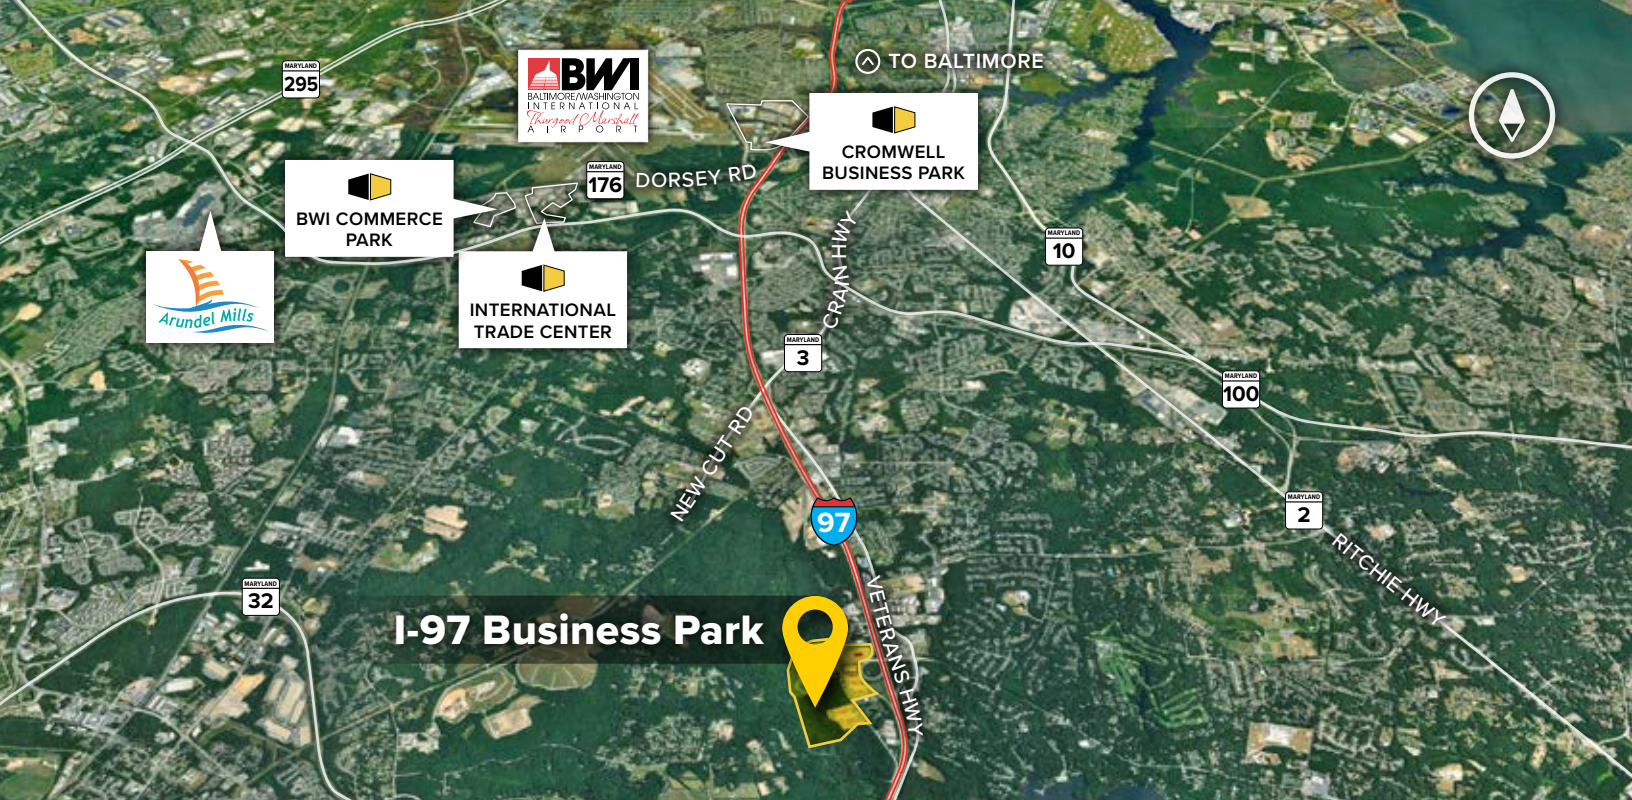 TO BALTIMORE
MARYLAND
295
BWI
BALTIMORE/WASHINGTON
INTERNATIONAL
Thurgood Marshall
AIRPORT
CROMWELL
BUSINESS PARK
MARYLAND
176
DORSEY RD
BWI COMMERCE
PARK
CRAIN HWY
MARYLAND
10
Arundel Mills
INTERNATIONAL
TRADE CENTER
MARYLAND
3
MARYLAND
100
NEW CUT RD
97
MARYLAND
2
RITCHIE HWY
MARYLAND
32
I-97 Business Park
VETERANS HWY